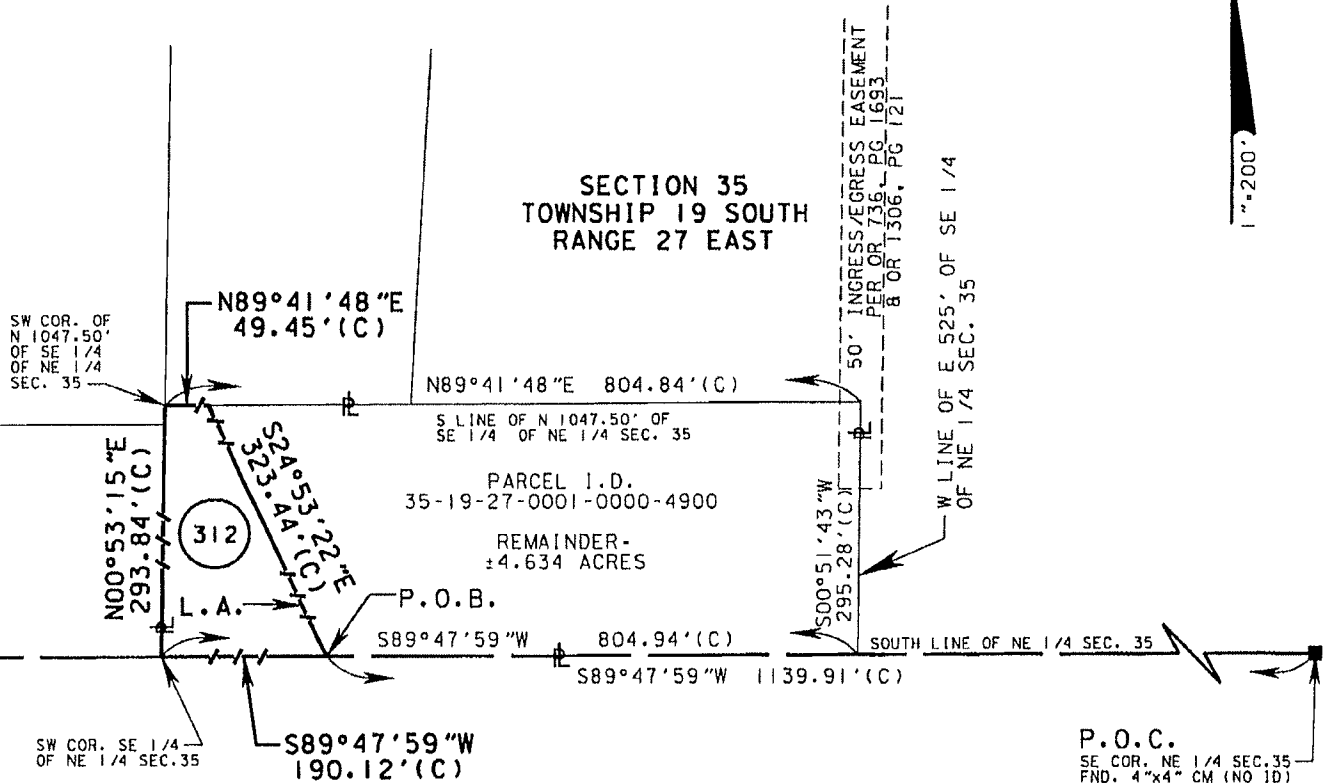 1"=200'
50' INGRESS/EGRESS EASEMENT
PER OR 736, PG 1693
& OR 1306, PG 121
W LINE OF E 525' OF SE 1/4
OF NE 1/4 SEC. 35
SECTION 35
TOWNSHIP 19 SOUTH
RANGE 27 EAST
SW COR. OF
N 1047.50'
OF SE 1/4
OF NE 1/4
SEC. 35
N89°41'48"E
49.45'(C)
N89°41'48"E 804.84'(C)
S LINE OF N 1047.50' OF
SE 1/4 OF NE 1/4 SEC. 35
PL
PL
S24°53'22"E
323.44'(C)
PARCEL I.D.
35-19-27-0001-0000-4900
REMAINDER-
±4.634 ACRES
N00°53'15"E
293.84'(C)
312
L.A.
P.O.B.
S00°51'43"W
295.28'(C)
PL
S89°47'59"W 804.94'(C)
SOUTH LINE OF NE 1/4 SEC. 35
PL
S89°47'59"W 1139.91'(C)
SW COR. SE 1/4
OF NE 1/4 SEC.35
S89°47'59"W
190.12'(C)
P.O.C.
SE COR. NE 1/4 SEC.35
FND. 4"x4" CM (NO ID)